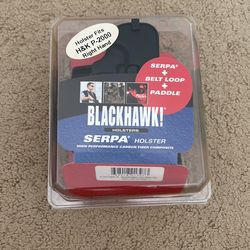 Holster Fits
H&K P-2000
Right Hand
SERPA®
+
BELT LOOP
+
PADDLE
BLACKHAWK!
HOLSTERS
SERPA® HOLSTER
HIGH PERFORMANCE CARBON FIBER COMPOSITE